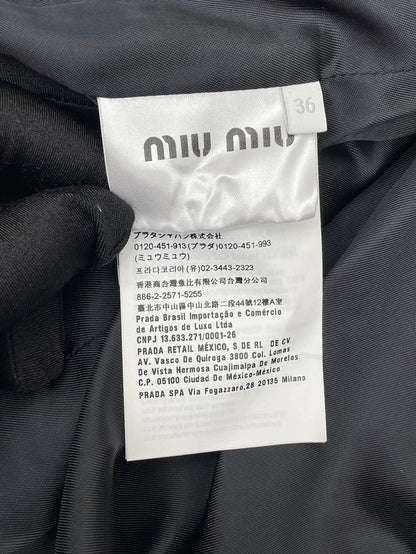 36
miu miu
プラダジャパン株式会社
0120-451-913(プラダ)0120-451-993
(ミュウミュウ)
프라다코리아 (유)02-3443-2323
香港商台灣意比有限公司台灣分公司
886-2-2571-5255
臺北市中山區中山北路二段44號12樓A室
Prada Brasil Importação e Comércio
de Artigos de Luxo Ltda
CNPJ 13.633.271/0001-26
PRADA RETAIL MÉXICO, S DE RL DE CV
AV. Vasco De Quiroga 3800 Col. Lomas
De Vista Hermosa Cuajimalpa De Morelos
C.P. 05100 Ciudad De México-México
PRADA SPA Via Fogazzaro, 28 20135 Milano